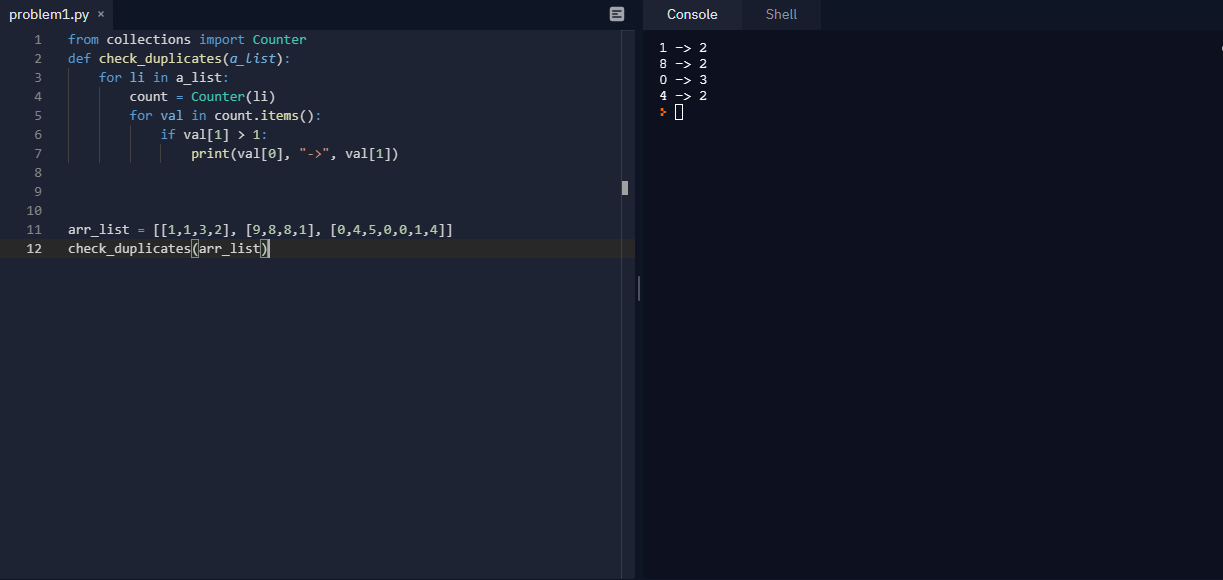 problem1.py ×
Console Shell
1 from collections import Counter
2 def check_duplicates(a_list):
3 for li in a_list:
4 count = Counter(li)
5 for val in count.items():
6 if val[1] > 1:
7 print(val[0], "->", val[1])
8
9
10
11 arr_list = [[1,1,3,2], [9,8,8,1], [0,4,5,0,0,1,4]]
12 check_duplicates(arr_list)
1 -> 2
8 -> 2
0 -> 3
4 -> 2